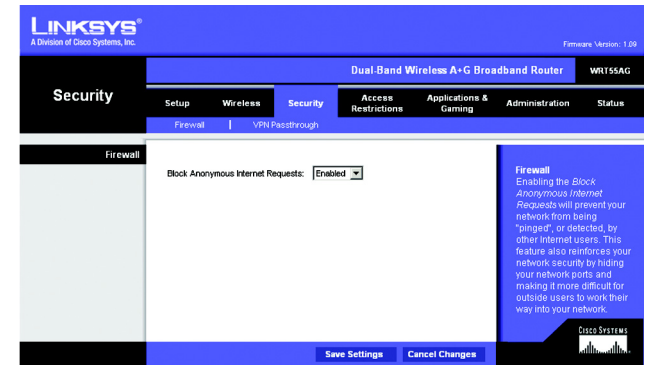 LINKSYS®
A Division of Cisco Systems, Inc.
Firmware Version: 1.09
Dual-Band Wireless A+G Broadband Router WRT55AG
Security
Setup Wireless Security Access Restrictions Applications & Gaming Administration Status
Firewall | VPN Passthrough
Firewall
Block Anonymous Internet Requests: Enabled
Firewall
Enabling the Block
Anonymous Internet
Requests will prevent your
network from being
"pinged", or detected, by
other Internet users. This
feature also reinforces your
network security by hiding
your network ports and
making it more difficult for
outside users to work their
way into your network.
CISCO SYSTEMS
Save Settings Cancel Changes